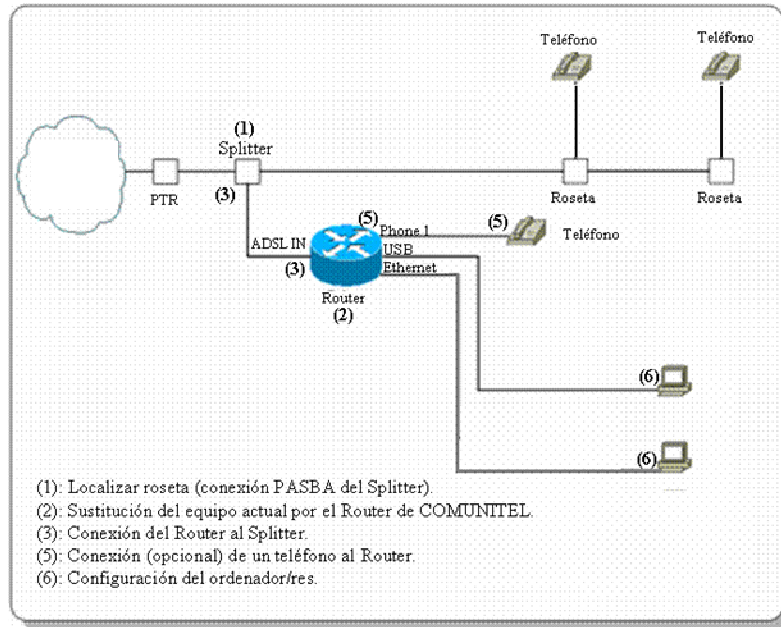 Teléfono
Teléfono
(1)
Splitter
(3)
PTR
Roseta
Roseta
(5)
Phone 1
(5)
Teléfono
ADSL IN
USB
(3)
Ethernet
Router
(2)
(6)
(6)
(1): Localizar roseta (conexión PASBA del Splitter).
(2): Sustitución del equipo actual por el Router de COMUNITEL.
(3): Conexión del Router al Splitter.
(5): Conexión (opcional) de un teléfono al Router.
(6): Configuración del ordenador/res.